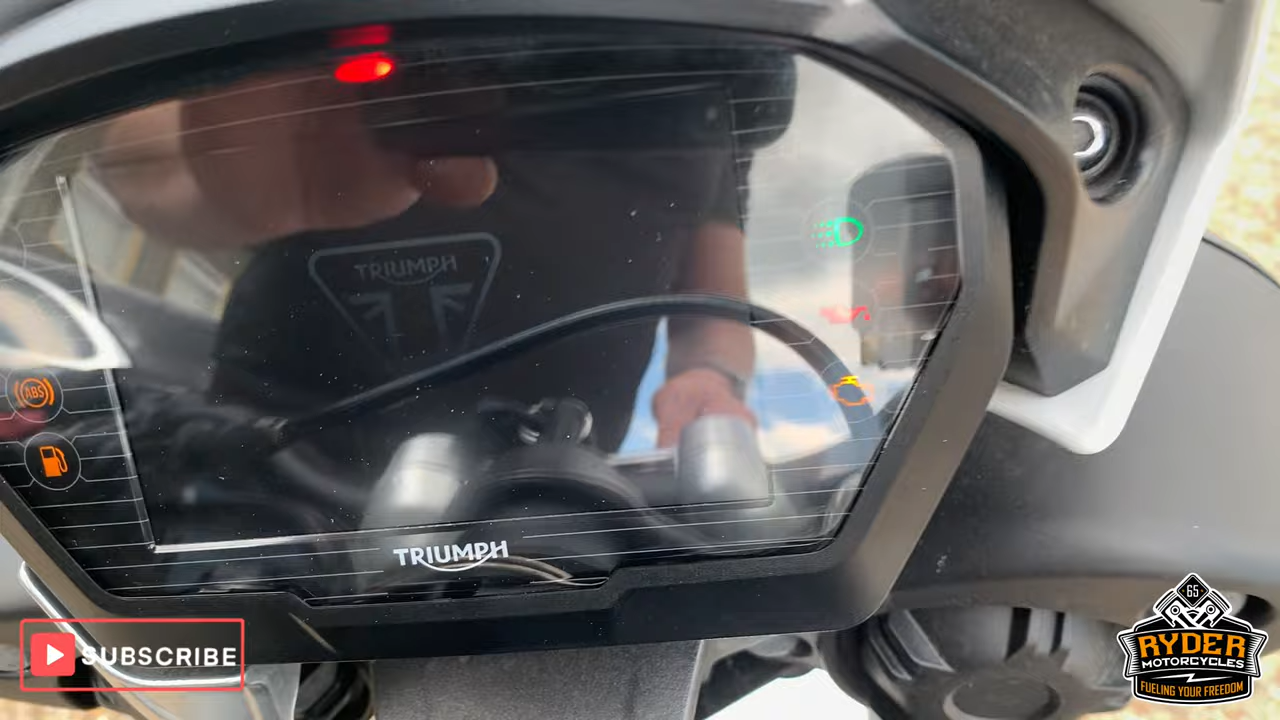 TRIUMPH
ABS
TRIUMPH
SUBSCRIBE
65
RYDER
MOTORCYCLES
FUELING YOUR FREEDOM